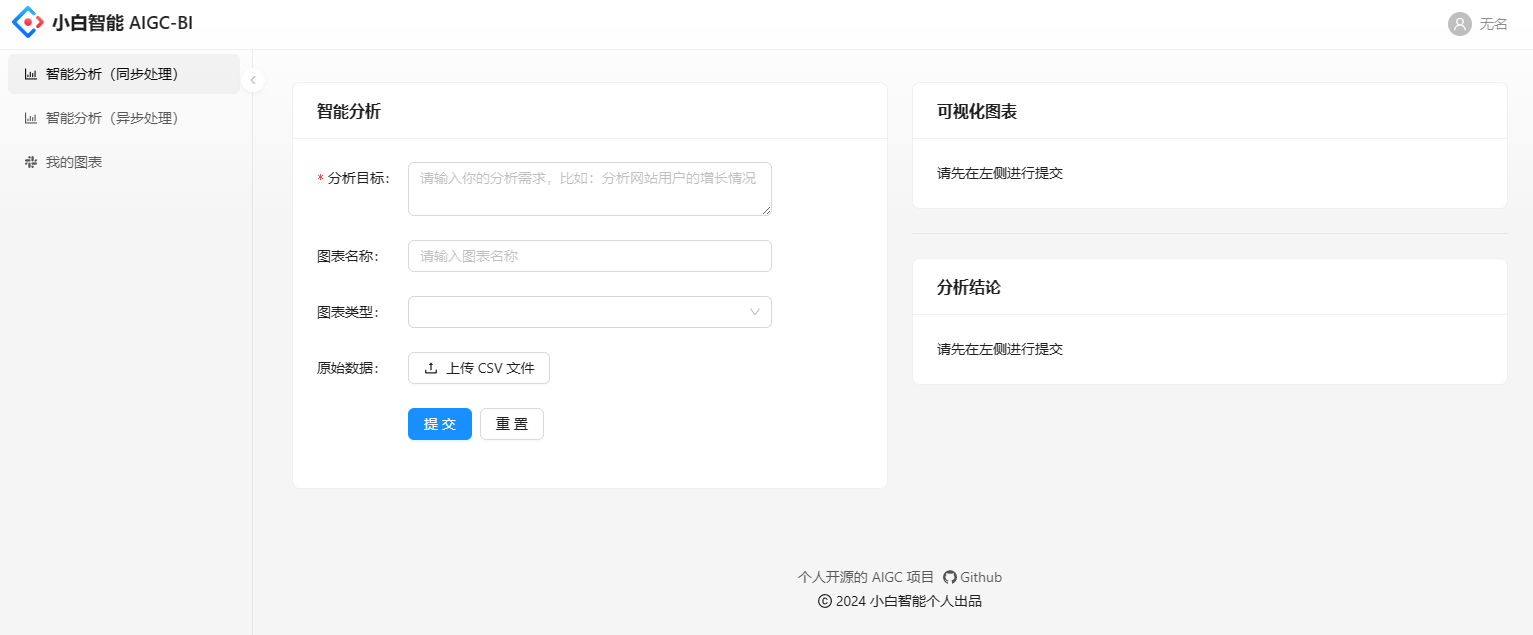 小白智能 AIGC-BI
无名
智能分析（同步处理）
智能分析（异步处理）
我的图表
智能分析
* 分析目标：
请输入你的分析需求，比如：分析网站用户的增长情况
图表名称：
请输入图表名称
图表类型：
原始数据：
上传 CSV 文件
提 交
重 置
可视化图表
请先在左侧进行提交
分析结论
请先在左侧进行提交
个人开源的 AIGC 项目 Github
© 2024 小白智能个人出品